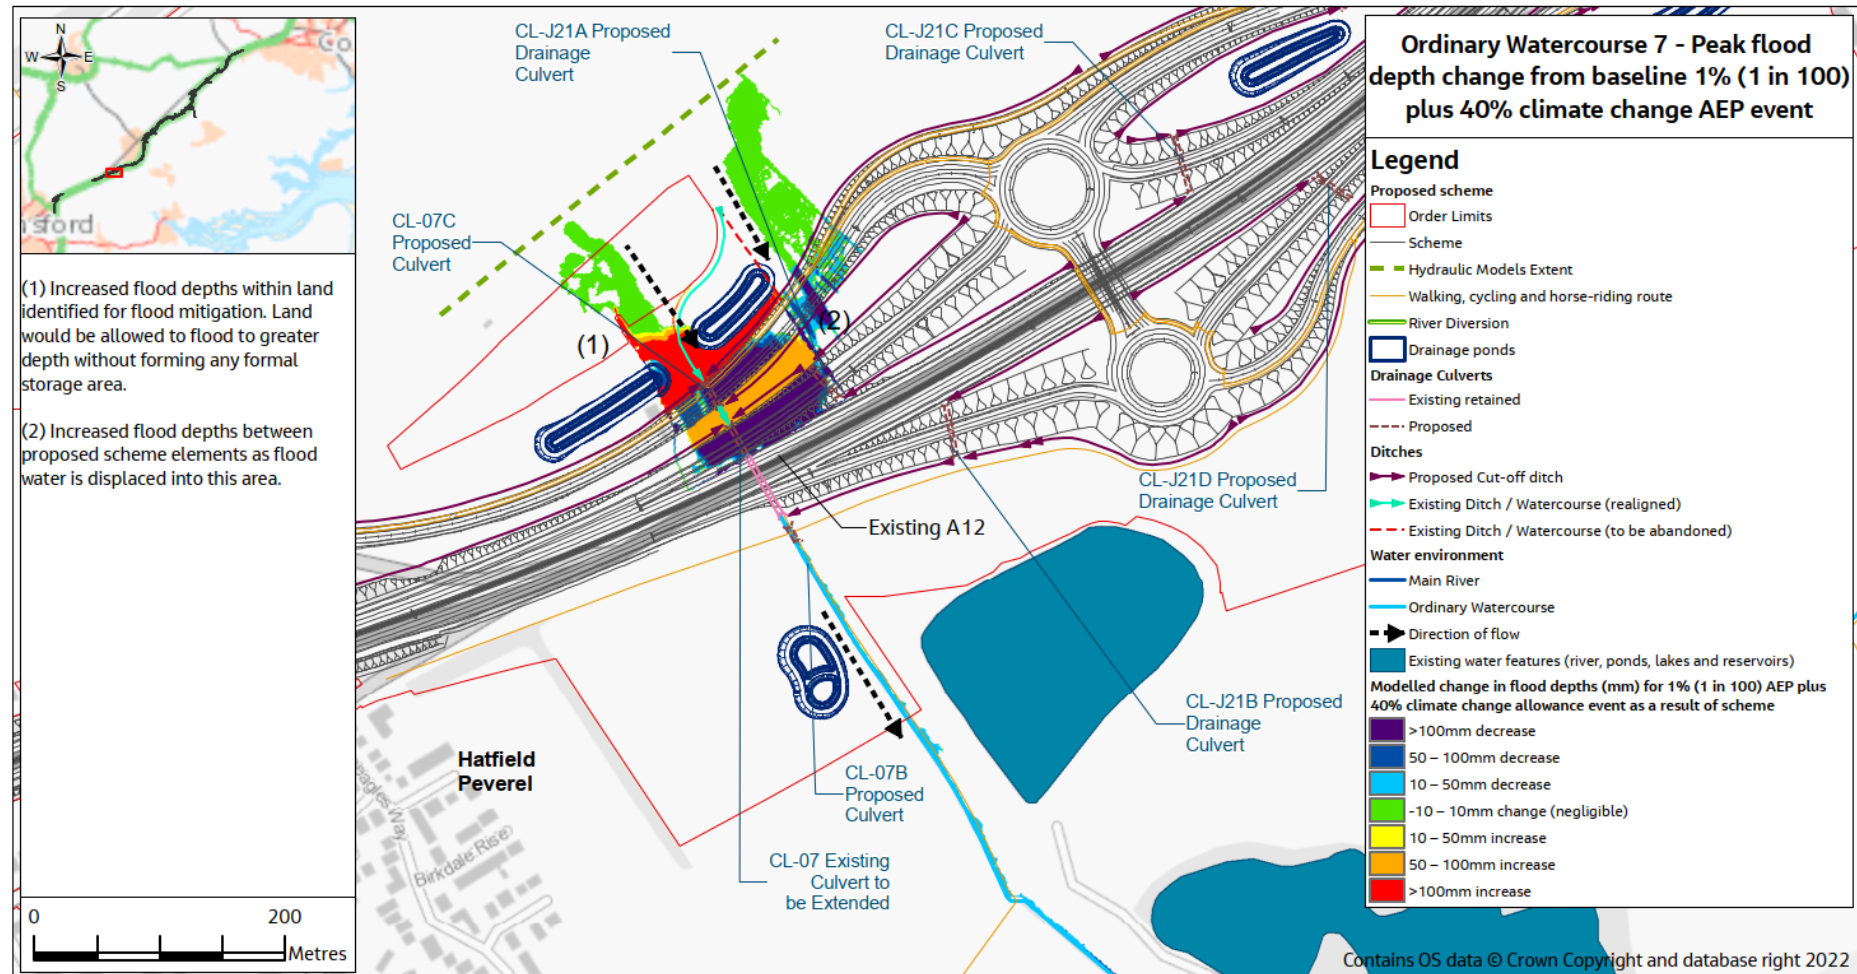 N
W
E
S
Co
sford
(1) Increased flood depths within land
identified for flood mitigation. Land
would be allowed to flood to greater
depth without forming any formal
storage area.
(2) Increased flood depths between
proposed scheme elements as flood
water is displaced into this area.
0
200
Metres
CL-J21A Proposed
Drainage
Culvert
CL-J21C Proposed
Drainage Culvert
CL-07C
Proposed
Culvert
(1)
(2)
CL-J21D Proposed
Drainage Culvert
Existing A12
CL-J21B Proposed
Drainage
Culvert
Hatfield
Peverel
CL-07B
Proposed
Culvert
CL-07 Existing
Culvert to
be Extended
eagles Way
Birkdale Rise
Ordinary Watercourse 7 - Peak flood
depth change from baseline 1% (1 in 100)
plus 40% climate change AEP event
Legend
Proposed scheme
Order Limits
Scheme
Hydraulic Models Extent
Walking, cycling and horse-riding route
River Diversion
Drainage ponds
Drainage Culverts
Existing retained
Proposed
Ditches
Proposed Cut-off ditch
Existing Ditch / Watercourse (realigned)
Existing Ditch / Watercourse (to be abandoned)
Water environment
Main River
Ordinary Watercourse
Direction of flow
Existing water features (river, ponds, lakes and reservoirs)
Modelled change in flood depths (mm) for 1% (1 in 100) AEP plus
40% climate change allowance event as a result of scheme
>100mm decrease
50 – 100mm decrease
10 – 50mm decrease
-10 – 10mm change (negligible)
10 – 50mm increase
50 – 100mm increase
>100mm increase
Contains OS data © Crown Copyright and database right 2022